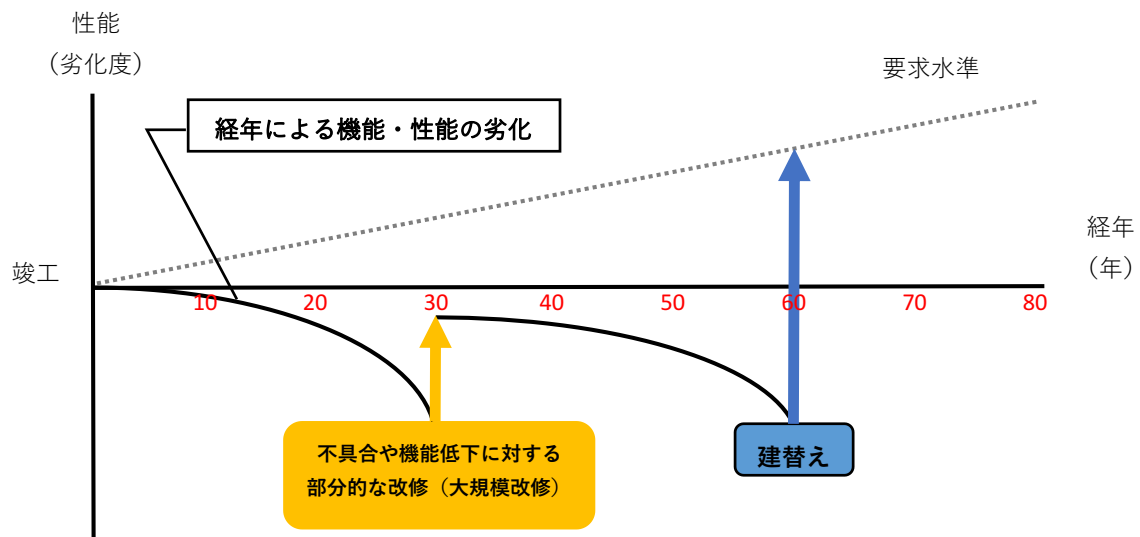 性能
（劣化度）
要求水準
経年による機能・性能の劣化
経年
（年）
竣工
10
20
30
40
50
60
70
80
不具合や機能低下に対する
部分的な改修（大規模改修）
建替え